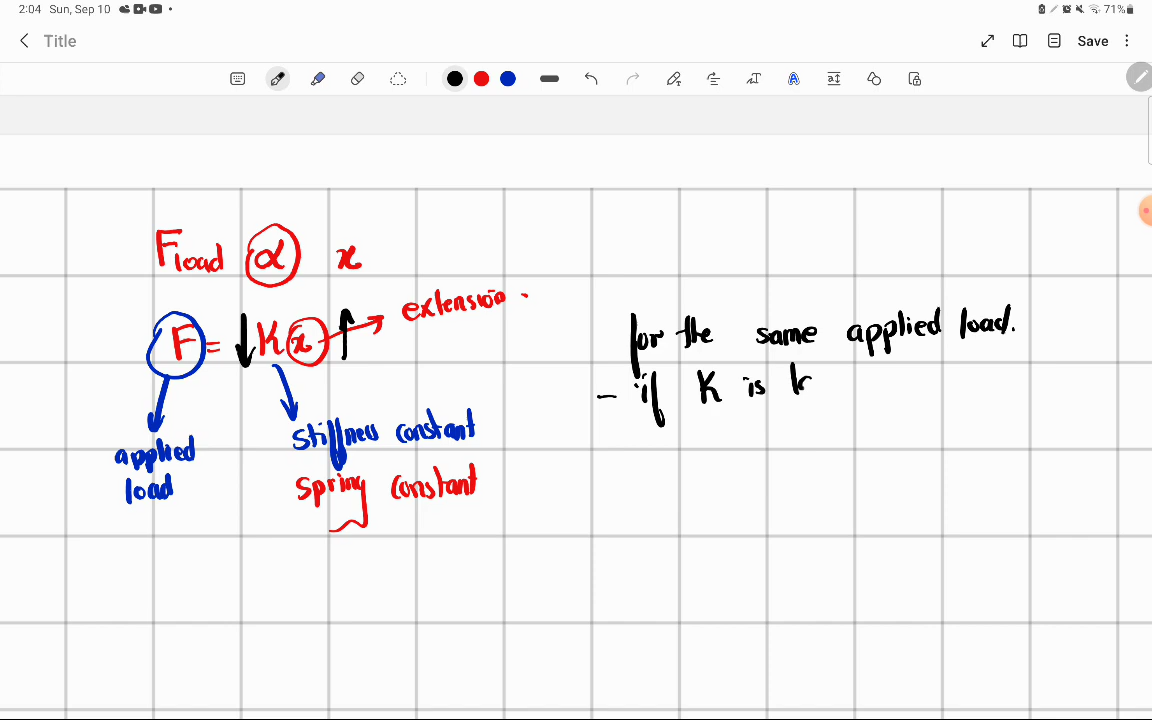 2:04 Sun, Sep 10
71%
Title
Save
F load α x
F = K x
extension
applied
load
stiffness constant
spring constant
for the same applied load.
- if K is k